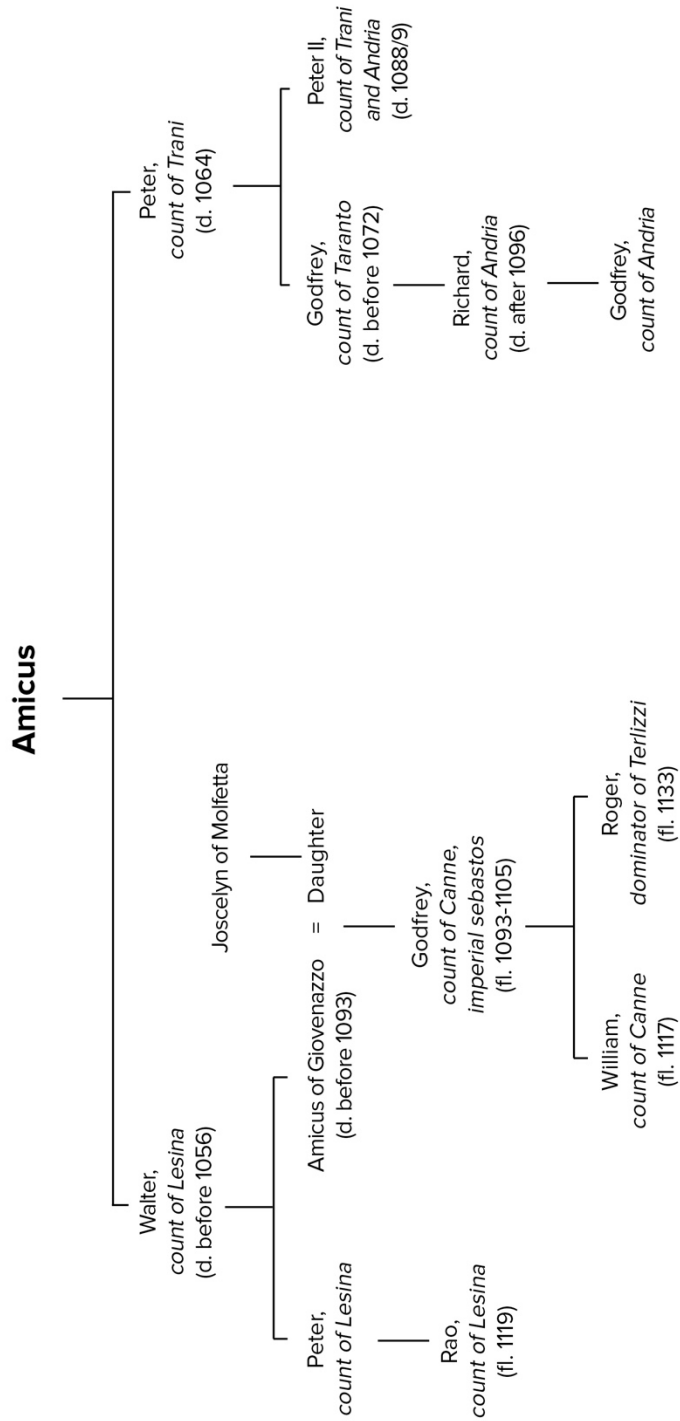 Amicus
Walter,
count of Lesina
(d. before 1056)
Peter,
count of Trani
(d. 1064)
Joscelyn of Molfetta
Peter,
count of Lesina
Amicus of Giovenazzo
(d. before 1093)
= Daughter
Godfrey,
count of Taranto
(d. before 1072)
Peter II,
count of Trani
and Andria
(d. 1088/9)
Rao,
count of Lesina
(fl. 1119)
Godfrey,
count of Canne,
imperial sebastos
(fl. 1093-1105)
Richard,
count of Andria
(d. after 1096)
William,
count of Canne
(fl. 1117)
Roger,
dominator of Terlizzi
(fl. 1133)
Godfrey,
count of Andria